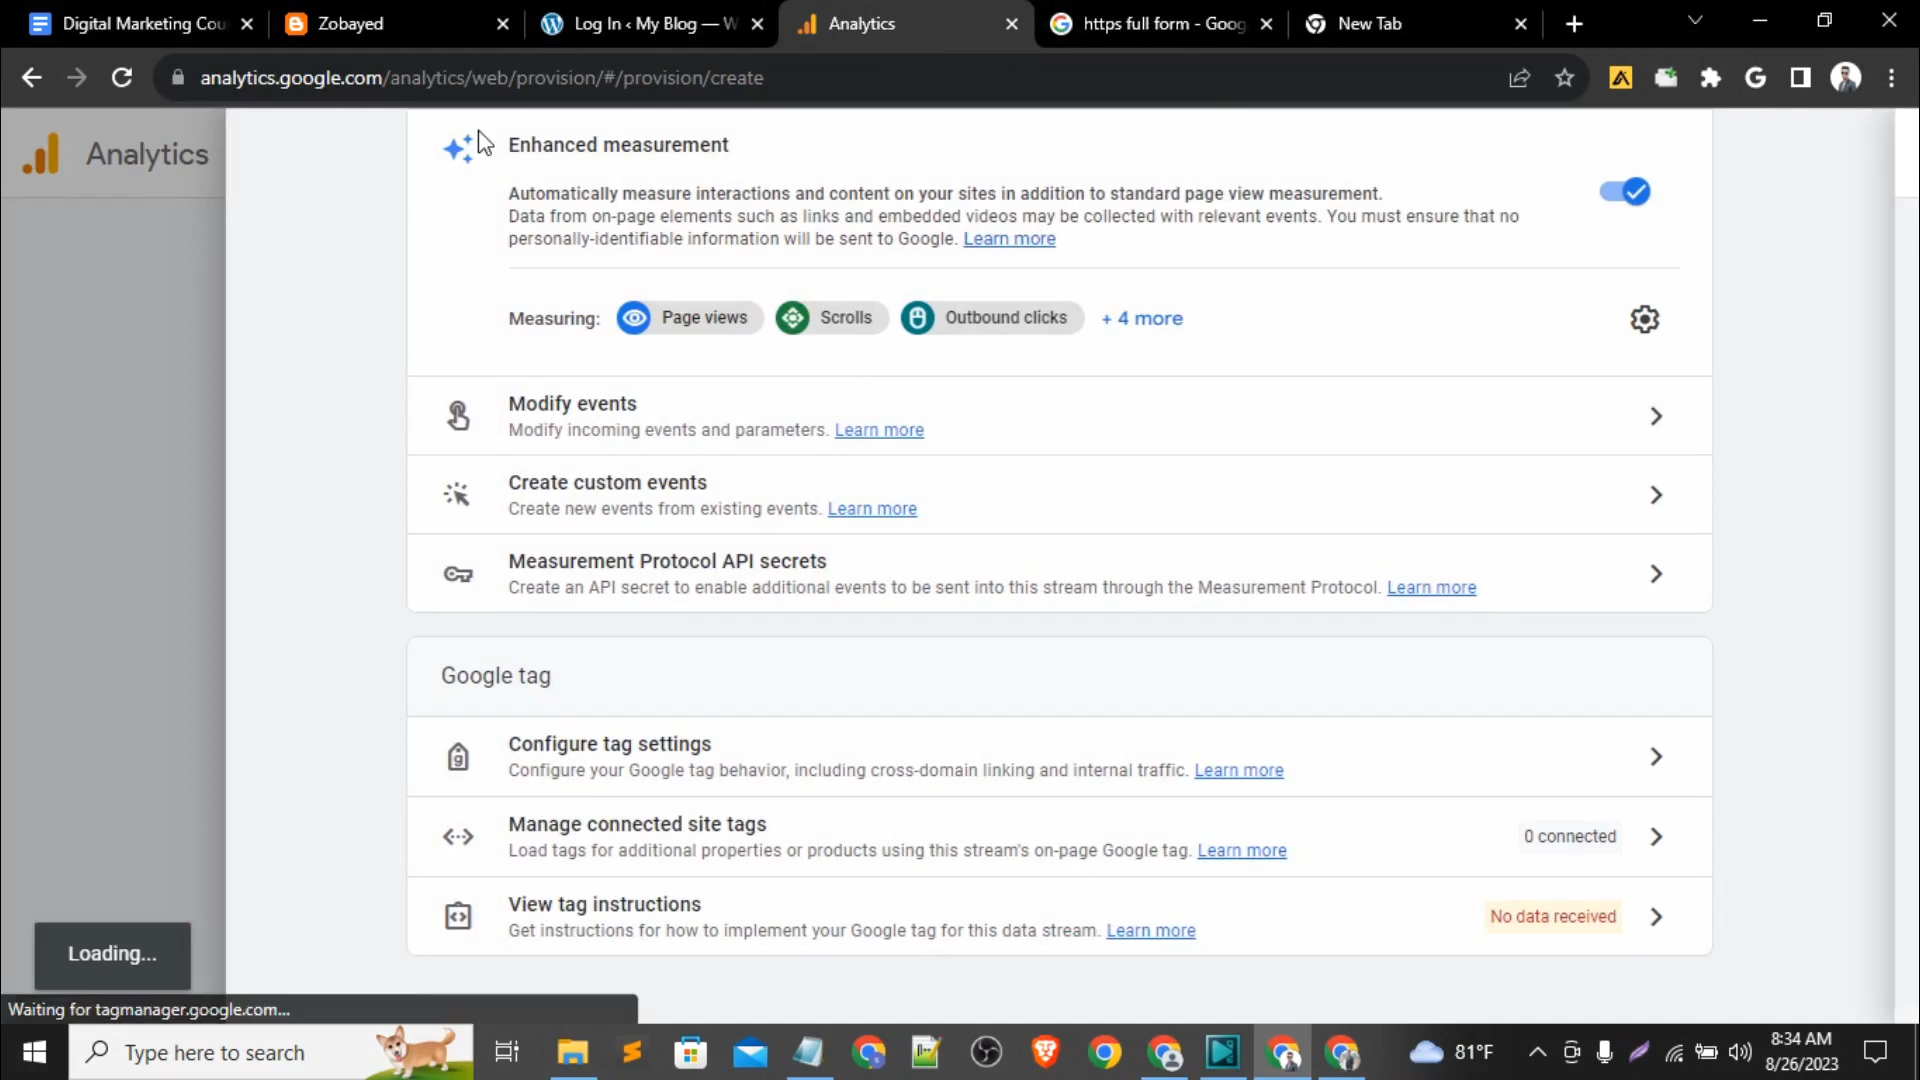 Digital Marketing Cou
Zobayed
Log In ‹ My Blog — W
Analytics
https full form - Goog
New Tab
analytics.google.com/analytics/web/provision/#/provision/create
Analytics
Enhanced measurement
Automatically measure interactions and content on your sites in addition to standard page view measurement.
Data from on-page elements such as links and embedded videos may be collected with relevant events. You must ensure that no
personally-identifiable information will be sent to Google. Learn more
Measuring: Page views Scrolls Outbound clicks + 4 more
Modify events
Modify incoming events and parameters. Learn more
Create custom events
Create new events from existing events. Learn more
Measurement Protocol API secrets
Create an API secret to enable additional events to be sent into this stream through the Measurement Protocol. Learn more
Google tag
Configure tag settings
Configure your Google tag behavior, including cross-domain linking and internal traffic. Learn more
Manage connected site tags
Load tags for additional properties or products using this stream's on-page Google tag. Learn more
0 connected
View tag instructions
Get instructions for how to implement your Google tag for this data stream. Learn more
No data received
Loading...
Waiting for tagmanager.google.com...
Type here to search
81°F
8:34 AM
8/26/2023